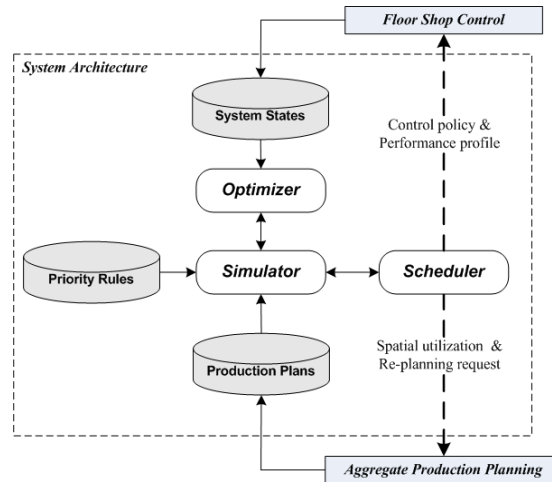 Floor Shop Control
System Architecture
System States
Control policy &
Performance profile
Optimizer
Priority Rules
Simulator
Scheduler
Production Plans
Spatial utilization &
Re-planning request
Aggregate Production Planning